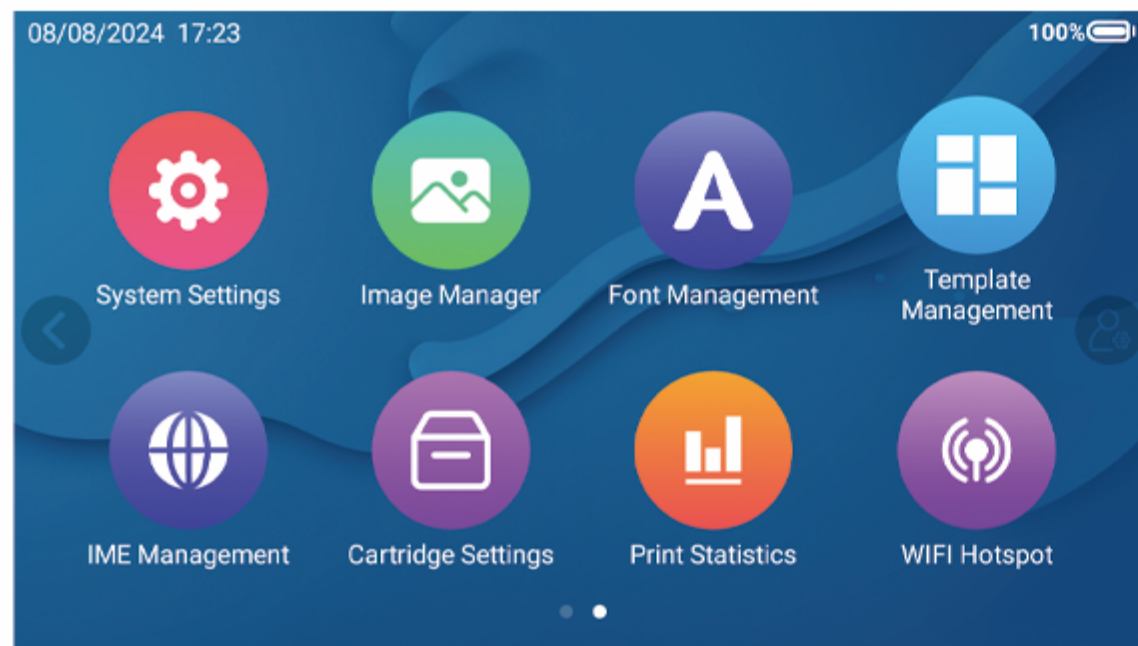 08/08/2024 17:23
100%
System Settings
Image Manager
Font Management
Template
Management
IME Management
Cartridge Settings
Print Statistics
WIFI Hotspot